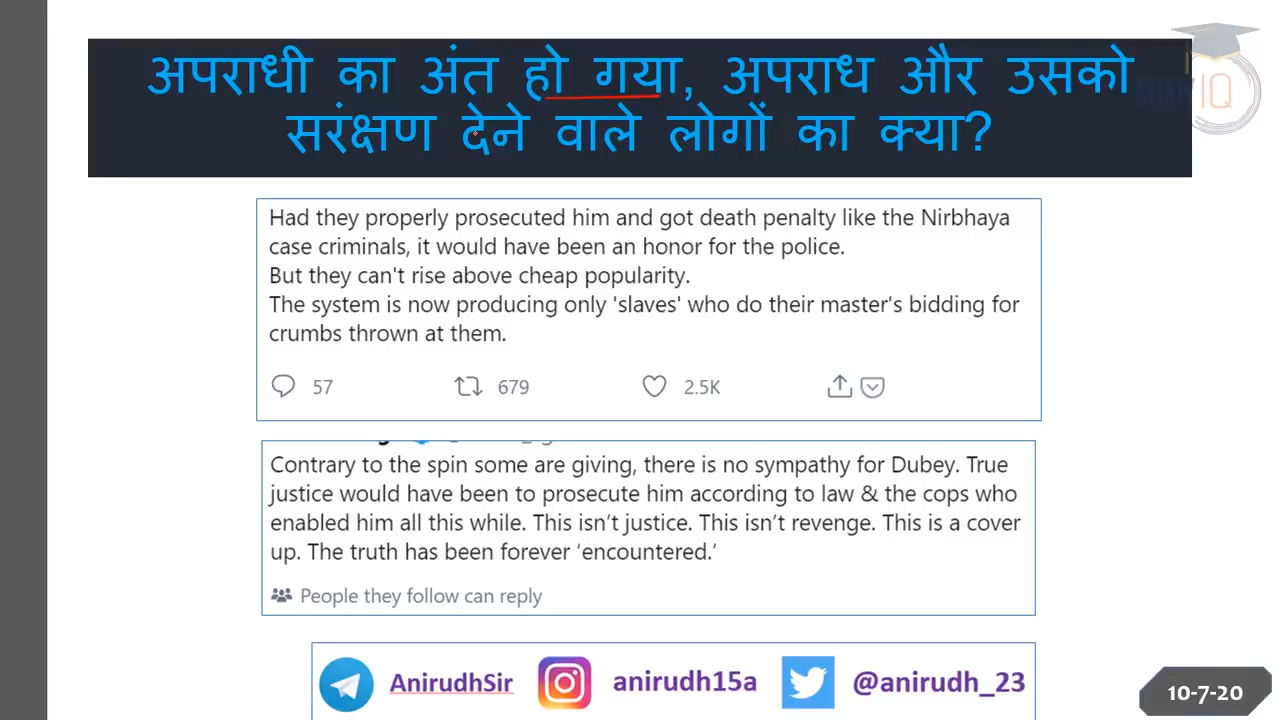 अपराधी का अंत हो गया, अपराध और उसको
सरंक्षण देने वाले लोगों का क्या?
IQ
Had they properly prosecuted him and got death penalty like the Nirbhaya
case criminals, it would have been an honor for the police.
But they can't rise above cheap popularity.
The system is now producing only 'slaves' who do their master's bidding for
crumbs thrown at them.
57 679 2.5K
Contrary to the spin some are giving, there is no sympathy for Dubey. True
justice would have been to prosecute him according to law & the cops who
enabled him all this while. This isn’t justice. This isn’t revenge. This is a cover
up. The truth has been forever ‘encountered.’
People they follow can reply
AnirudhSir anirudh15a @anirudh_23
10-7-20